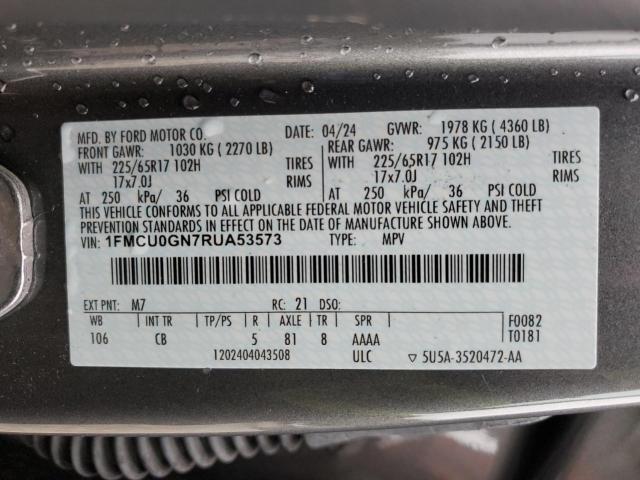 MFD. BY FORD MOTOR CO. DATE: 04/24 GVWR: 1978 KG ( 4360 LB)
FRONT GAWR: 1030 KG ( 2270 LB) REAR GAWR: 975 KG ( 2150 LB)
WITH 225/65R17 102H TIRES WITH 225/65R17 102H TIRES
17x7.0J RIMS 17x7.0J RIMS
AT 250 kPa/ 36 PSI COLD AT 250 kPa/ 36 PSI COLD
THIS VEHICLE CONFORMS TO ALL APPLICABLE FEDERAL MOTOR VEHICLE SAFETY AND THEFT
PREVENTION STANDARDS IN EFFECT ON THE DATE OF MANUFACTURE SHOWN ABOVE.
VIN: 1FMCU0GN7RUA53573 TYPE: MPV
EXT PNT: M7 RC: 21 DSO:
WB INT TR TP/PS R AXLE TR SPR F0082
106 CB 5 81 8 AAAA T0181
1202404043508 ULC 5U5A-3520472-AA